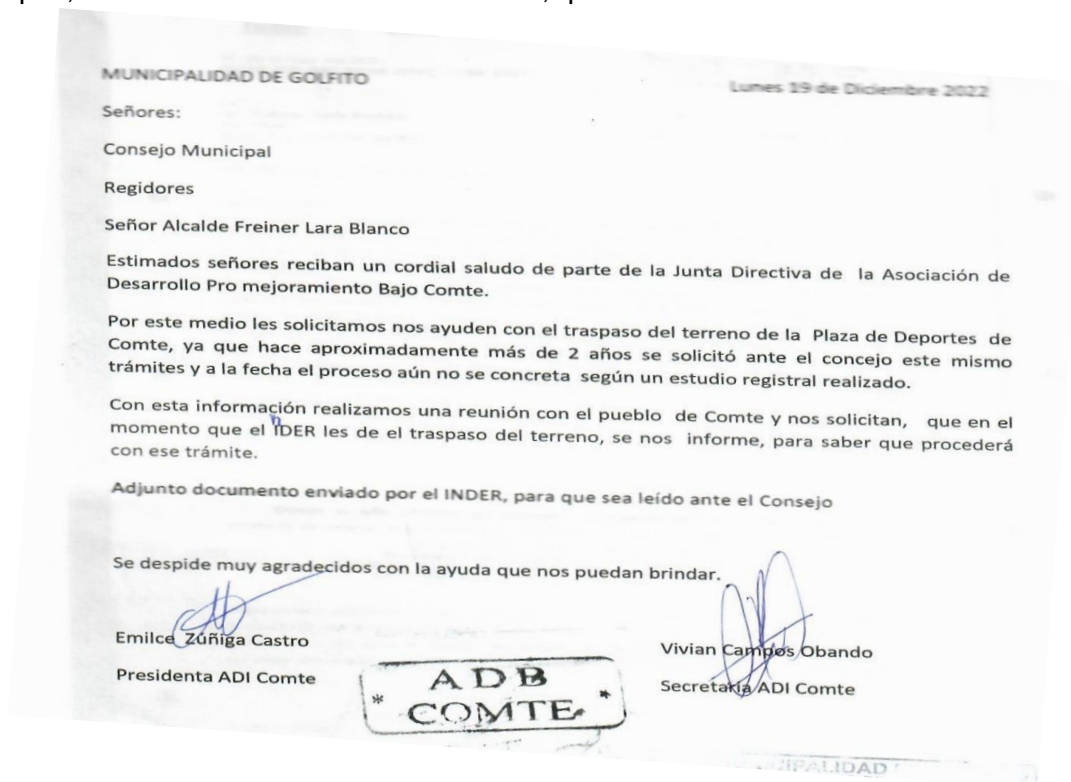 MUNICIPALIDAD DE GOLFITO
Lunes 19 de Diciembre 2022
Señores:
Consejo Municipal
Regidores
Señor Alcalde Freiner Lara Blanco
Estimados señores reciban un cordial saludo de parte de la Junta Directiva de la Asociación de
Desarrollo Pro mejoramiento Bajo Comte.
Por este medio les solicitamos nos ayuden con el traspaso del terreno de la Plaza de Deportes de
Comte, ya que hace aproximadamente más de 2 años se solicitó ante el concejo este mismo
trámites y a la fecha el proceso aún no se concreta según un estudio registral realizado.
Con esta información realizamos una reunión con el pueblo de Comte y nos solicitan, que en el
momento que el INDER les de el traspaso del terreno, se nos informe, para saber que procederá
con ese trámite.
Adjunto documento enviado por el INDER, para que sea leído ante el Consejo
Se despide muy agradecidos con la ayuda que nos puedan brindar.
Emilce Zúñiga Castro
Vivian Campos Obando
Presidenta ADI Comte
Secretaria ADI Comte
ADB
* COMTE *